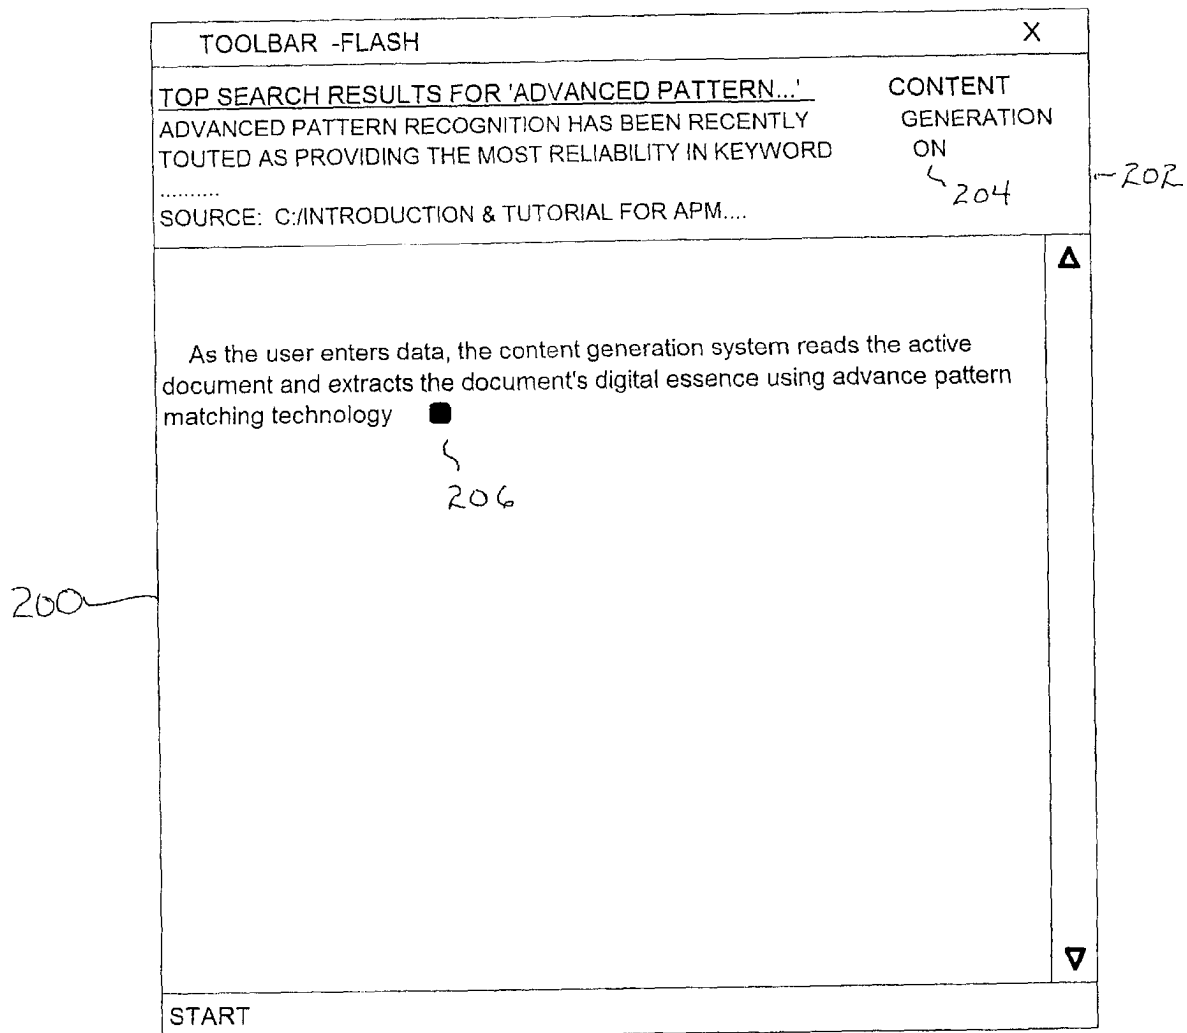 TOOLBAR -FLASH X
TOP SEARCH RESULTS FOR 'ADVANCED PATTERN...'
ADVANCED PATTERN RECOGNITION HAS BEEN RECENTLY
TOUTED AS PROVIDING THE MOST RELIABILITY IN KEYWORD
..........
SOURCE: C:/INTRODUCTION & TUTORIAL FOR APM....
CONTENT
GENERATION
ON
204
202
As the user enters data, the content generation system reads the active
document and extracts the document's digital essence using advance pattern
matching technology
206
200
START